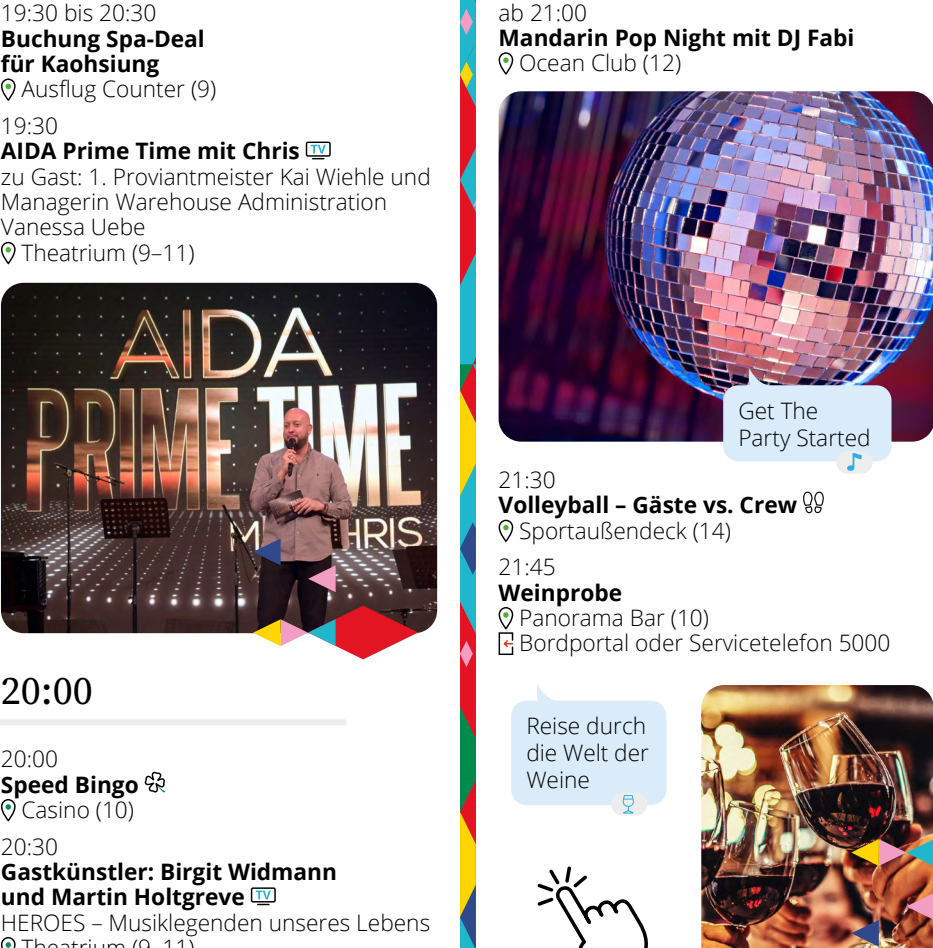 19:30 bis 20:30
Buchung Spa-Deal
für Kaohsiung
Ausflug Counter (9)
19:30
AIDA Prime Time mit Chris TV
zu Gast: 1. Proviantmeister Kai Wiehle und
Managerin Warehouse Administration
Vanessa Uebe
Theatrium (9–11)
AIDA
PRIME TIME
M CHRIS
20:00
20:00
Speed Bingo
Casino (10)
20:30
Gastkünstler: Birgit Widmann
und Martin Holtgreve TV
HEROES – Musiklegenden unseres Lebens
Theatrium (9–11)
ab 21:00
Mandarin Pop Night mit DJ Fabi
Ocean Club (12)
Get The
Party Started
21:30
Volleyball – Gäste vs. Crew
Sportaußendeck (14)
21:45
Weinprobe
Panorama Bar (10)
Bordportal oder Servicetelefon 5000
Reise durch
die Welt der
Weine